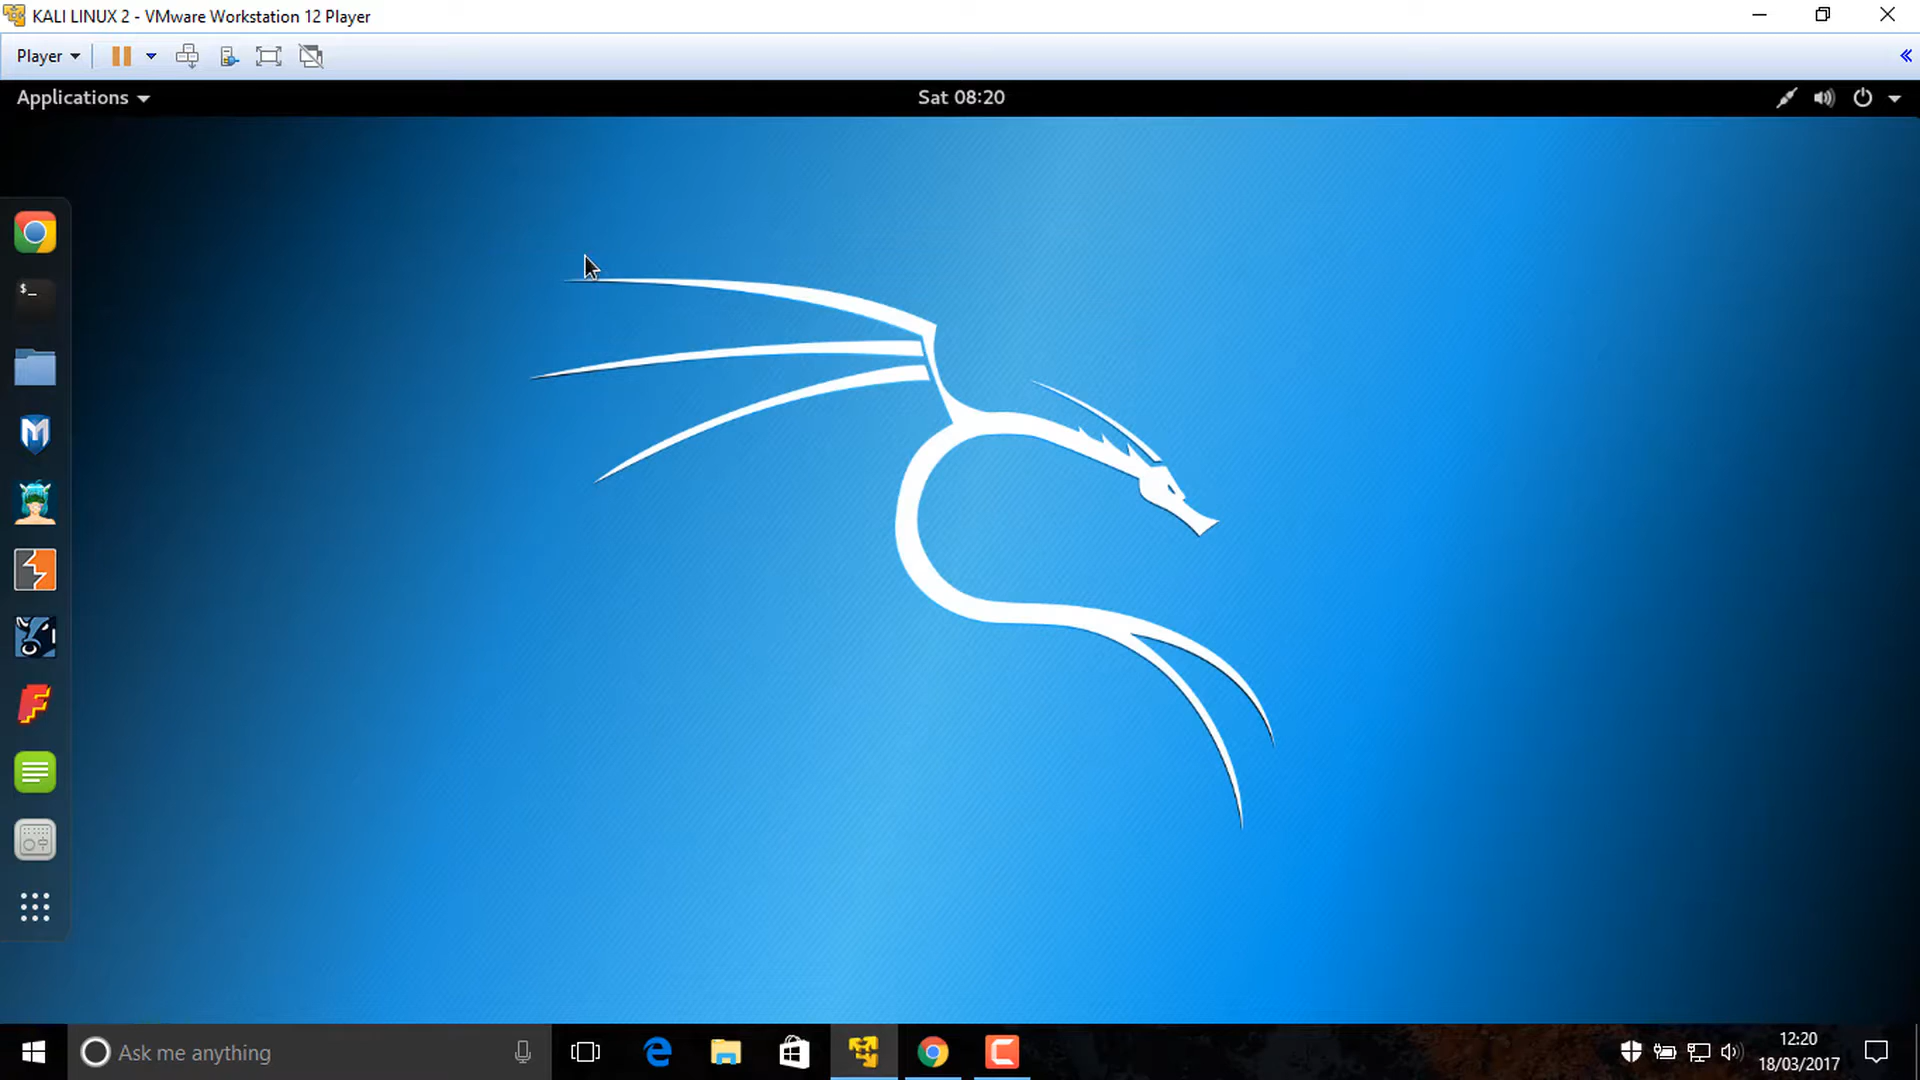 KALI LINUX 2 - VMware Workstation 12 Player
Player
Applications
Sat 08:20
$_
Ask me anything
12:20
18/03/2017